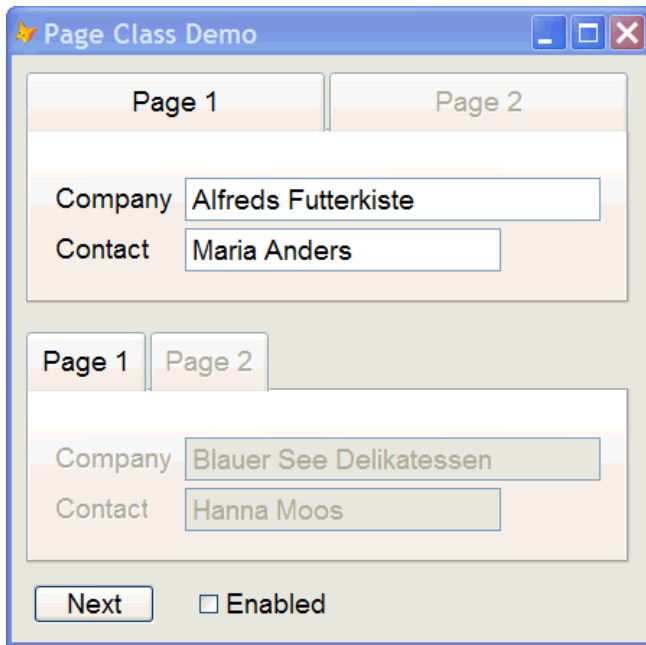 Page Class Demo
Page 1 Page 2
Company Alfreds Futterkiste
Contact Maria Anders
Page 1 Page 2
Company Blauer See Delikatessen
Contact Hanna Moos
Next Enabled